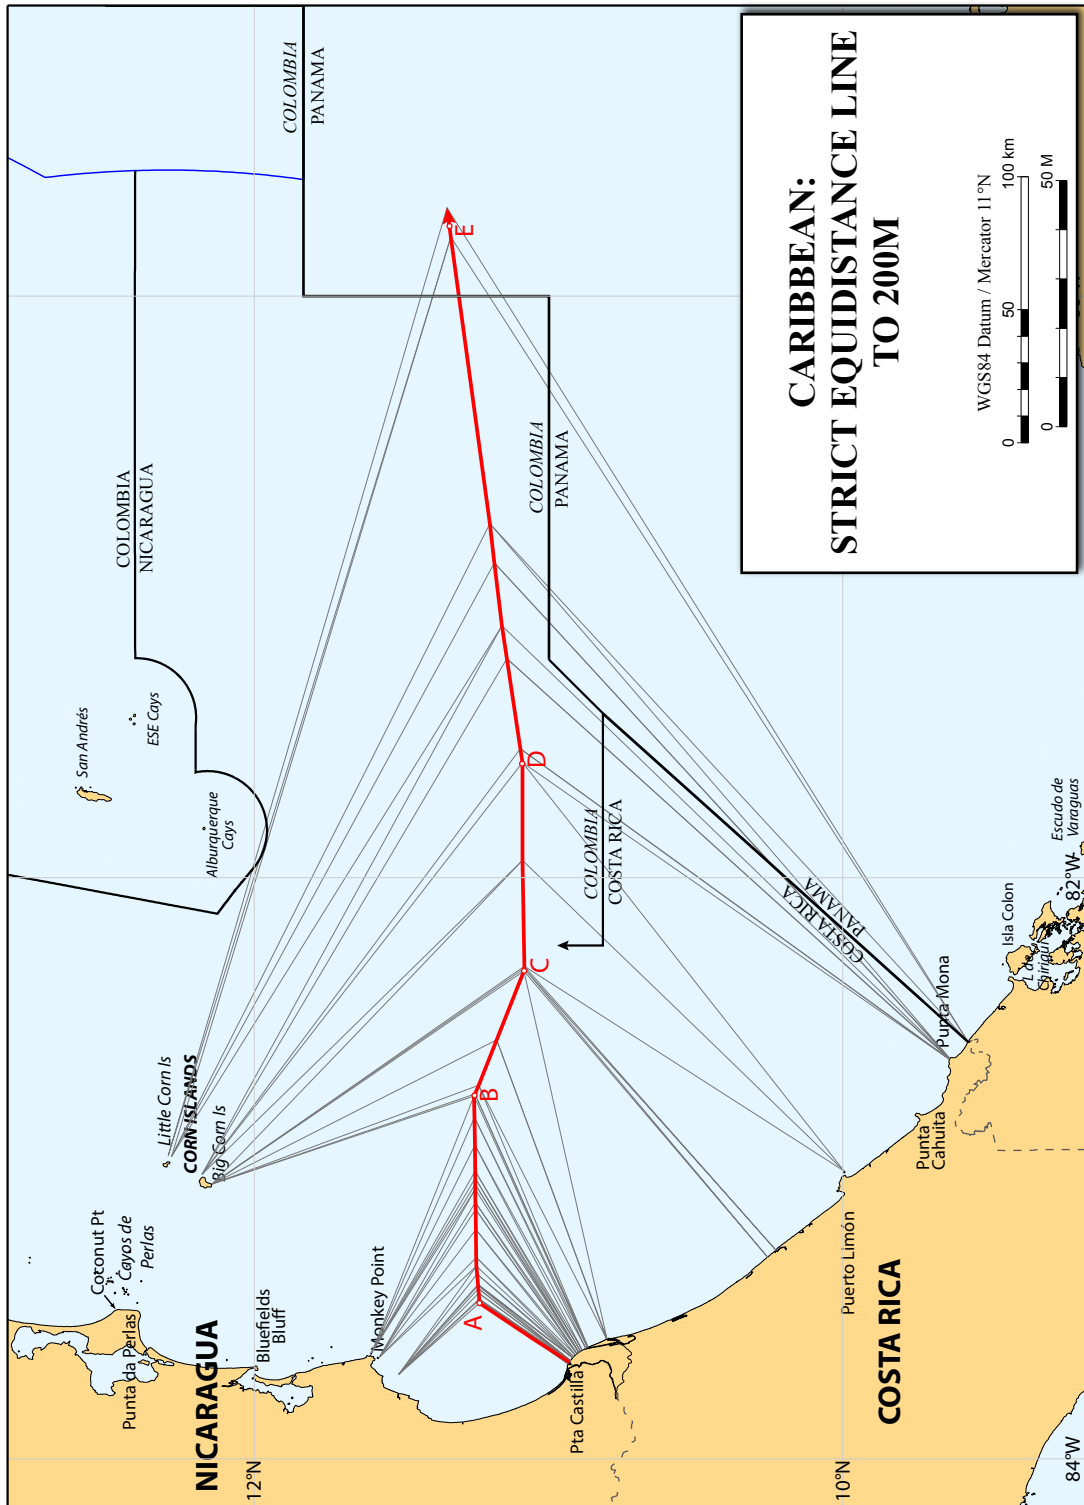 CARIBBEAN:
STRICT EQUIDISTANCE LINE
TO 200M
WGS84 Datum / Mercator 11°N
0
50
100 km
0
50 M
COLOMBIA
PANAMA
COLOMBIA
NICARAGUA
COLOMBIA
PANAMA
COLOMBIA
COSTA RICA
COSTA RICA
PANAMA
San Andrés
ESE Cays
Alburquerque
Cays
Little Corn Is
CORN ISLANDS
Big Corn Is
Coconut Pt
Cayos de
Perlas
Punta da Perlas
Bluefields
Bluff
Monkey Point
NICARAGUA
Pta Castilla
A
B
C
D
E
Puerto Limón
COSTA RICA
Punta
Cahuita
Punta Mona
Isla Colon
L de
Chiriqui
Escudo de
Varaguas
12°N
10°N
84°W
82°W